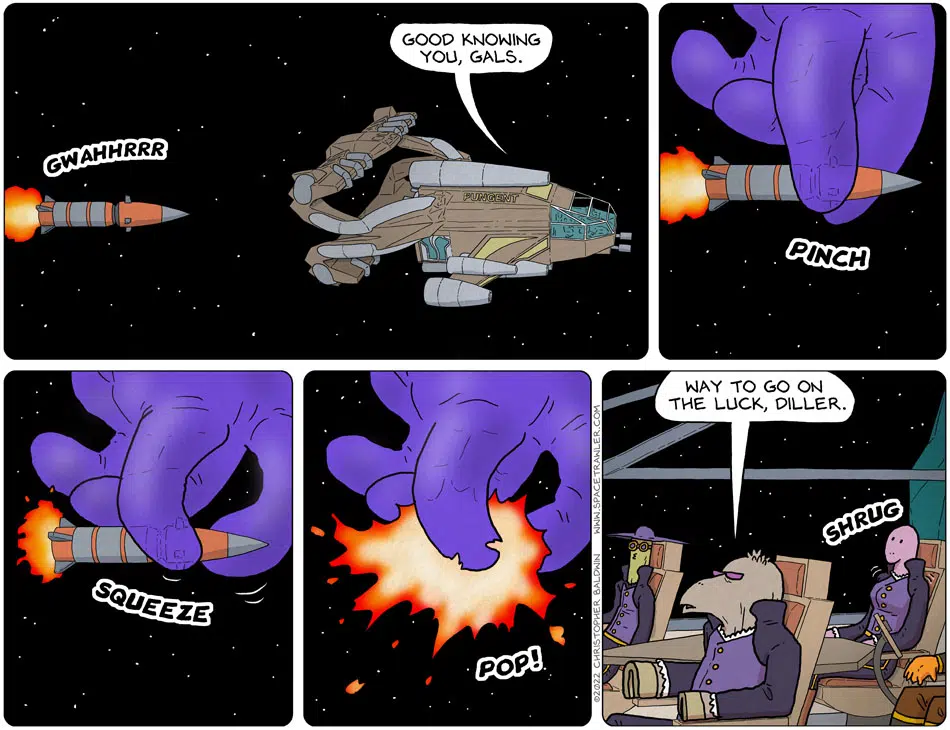 GOOD KNOWING
YOU, GALS.
GWAHHRRR
FUNGENT
PINCH
SQUEEZE
POP!
©2022 CHRISTOPHER BALDWIN WWW.SPACETRAWLER.COM
WAY TO GO ON
THE LUCK, DILLER.
SHRUG